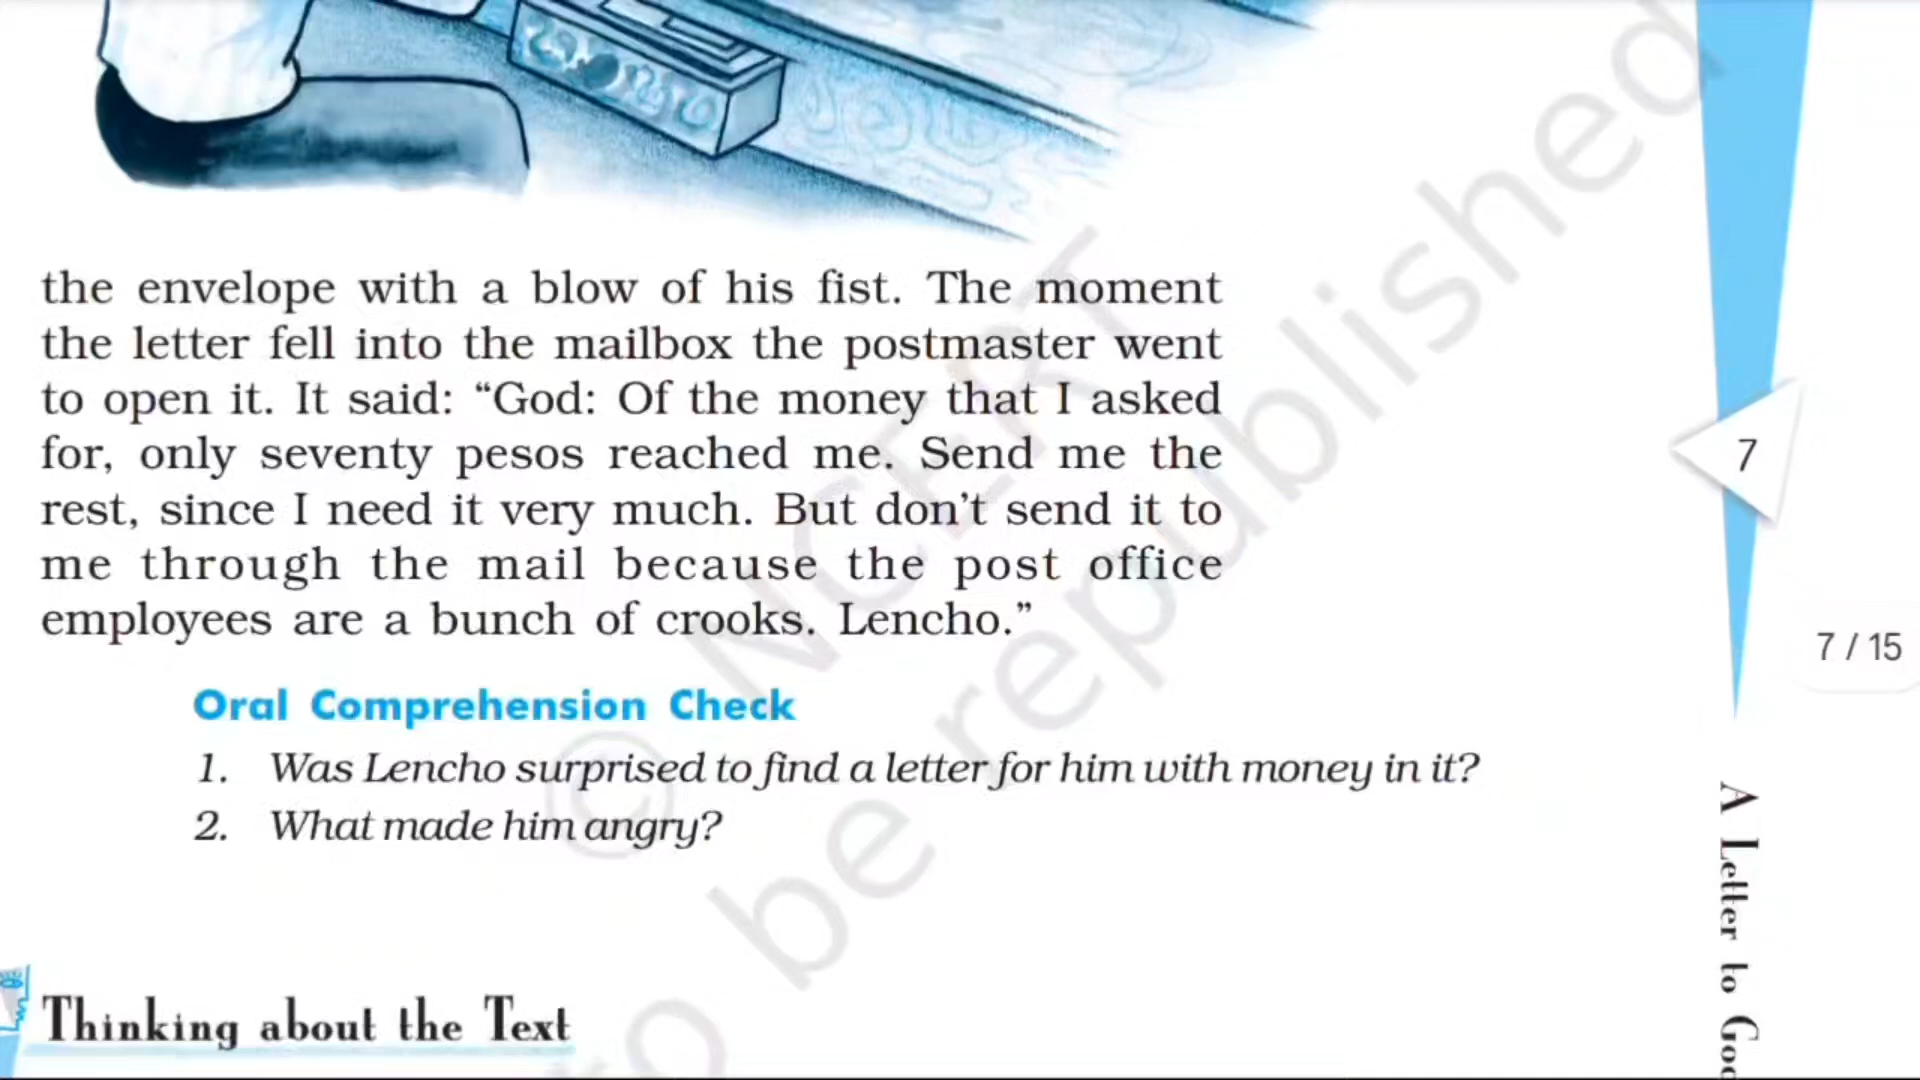 the envelope with a blow of his fist. The moment
the letter fell into the mailbox the postmaster went
to open it. It said: “God: Of the money that I asked
for, only seventy pesos reached me. Send me the
rest, since I need it very much. But don’t send it to
me through the mail because the post office
employees are a bunch of crooks. Lencho.”
Oral Comprehension Check
1. Was Lencho surprised to find a letter for him with money in it?
2. What made him angry?
Thinking about the Text
7
7 / 15
A Letter to God
© NCERT
to be republished